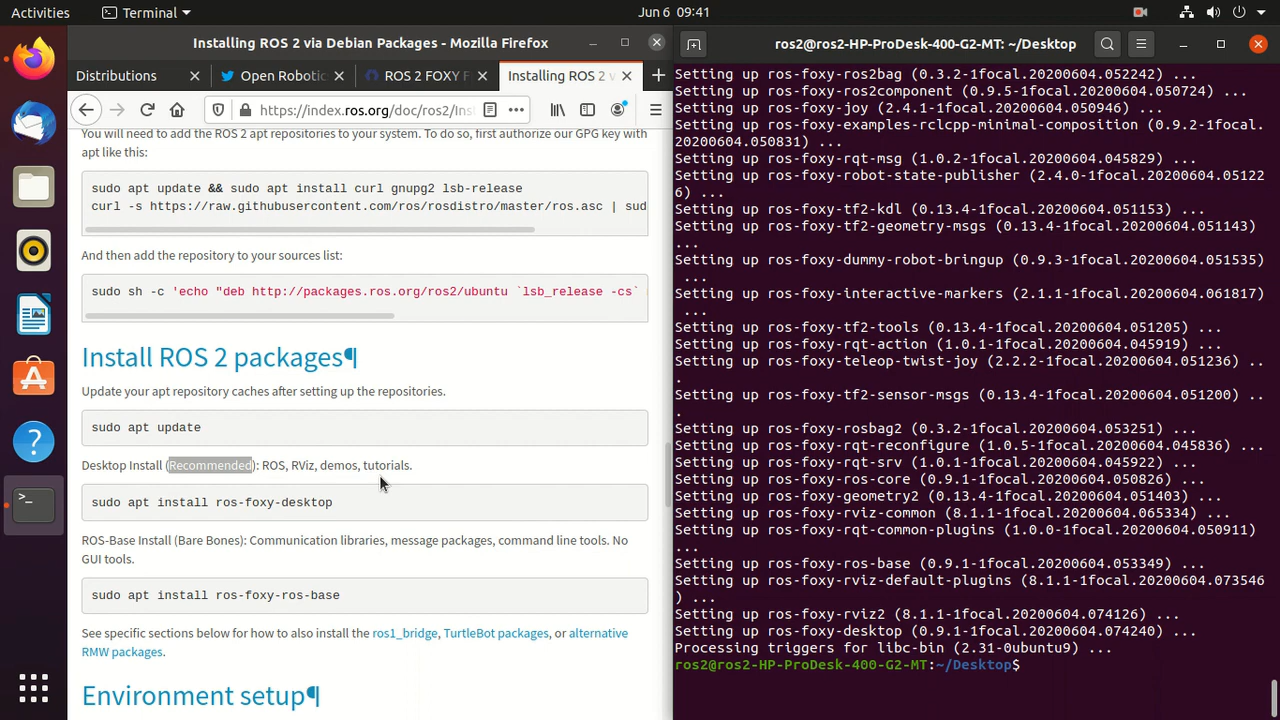 Activities
Terminal
Jun 6 09:41
Installing ROS 2 via Debian Packages - Mozilla Firefox
Distributions
Open Robotic
ROS 2 FOXY F
Installing ROS 2 v
https://index.ros.org/doc/ros2/Ins
You will need to add the ROS 2 apt repositories to your system. To do so, first authorize our GPG key with
apt like this:
sudo apt update && sudo apt install curl gnupg2 lsb-release
curl -s https://raw.githubusercontent.com/ros/rosdistro/master/ros.asc | sud
And then add the repository to your sources list:
sudo sh -c 'echo "deb http://packages.ros.org/ros2/ubuntu `lsb_release -cs`
Install ROS 2 packages¶
Update your apt repository caches after setting up the repositories.
sudo apt update
Desktop Install (Recommended): ROS, RViz, demos, tutorials.
sudo apt install ros-foxy-desktop
ROS-Base Install (Bare Bones): Communication libraries, message packages, command line tools. No
GUI tools.
sudo apt install ros-foxy-ros-base
See specific sections below for how to also install the ros1_bridge, TurtleBot packages, or alternative
RMW packages.
Environment setup¶
ros2@ros2-HP-ProDesk-400-G2-MT: ~/Desktop
Setting up ros-foxy-ros2bag (0.3.2-1focal.20200604.052242) ...
Setting up ros-foxy-ros2component (0.9.5-1focal.20200604.050724) ...
Setting up ros-foxy-joy (2.4.1-1focal.20200604.050946) ...
Setting up ros-foxy-examples-rclcpp-minimal-composition (0.9.2-1focal.
20200604.050831) ...
Setting up ros-foxy-rqt-msg (1.0.2-1focal.20200604.045829) ...
Setting up ros-foxy-robot-state-publisher (2.4.0-1focal.20200604.05122
6) ...
Setting up ros-foxy-tf2-kdl (0.13.4-1focal.20200604.051153) ...
Setting up ros-foxy-tf2-geometry-msgs (0.13.4-1focal.20200604.051143)
...
Setting up ros-foxy-dummy-robot-bringup (0.9.3-1focal.20200604.051535)
...
Setting up ros-foxy-interactive-markers (2.1.1-1focal.20200604.061817)
...
Setting up ros-foxy-tf2-tools (0.13.4-1focal.20200604.051205) ...
Setting up ros-foxy-rqt-action (1.0.1-1focal.20200604.045919) ...
Setting up ros-foxy-teleop-twist-joy (2.2.2-1focal.20200604.051236) ..
.
Setting up ros-foxy-tf2-sensor-msgs (0.13.4-1focal.20200604.051200) ..
.
Setting up ros-foxy-rosbag2 (0.3.2-1focal.20200604.053251) ...
Setting up ros-foxy-rqt-reconfigure (1.0.5-1focal.20200604.045836) ...
Setting up ros-foxy-rqt-srv (1.0.1-1focal.20200604.045922) ...
Setting up ros-foxy-ros-core (0.9.1-1focal.20200604.050826) ...
Setting up ros-foxy-geometry2 (0.13.4-1focal.20200604.051403) ...
Setting up ros-foxy-rviz-common (8.1.1-1focal.20200604.065334) ...
Setting up ros-foxy-rqt-common-plugins (1.0.0-1focal.20200604.050911)
...
Setting up ros-foxy-ros-base (0.9.1-1focal.20200604.053349) ...
Setting up ros-foxy-rviz-default-plugins (8.1.1-1focal.20200604.073546
) ...
Setting up ros-foxy-rviz2 (8.1.1-1focal.20200604.074126) ...
Setting up ros-foxy-desktop (0.9.1-1focal.20200604.074240) ...
Processing triggers for libc-bin (2.31-0ubuntu9) ...
ros2@ros2-HP-ProDesk-400-G2-MT:~/Desktop$